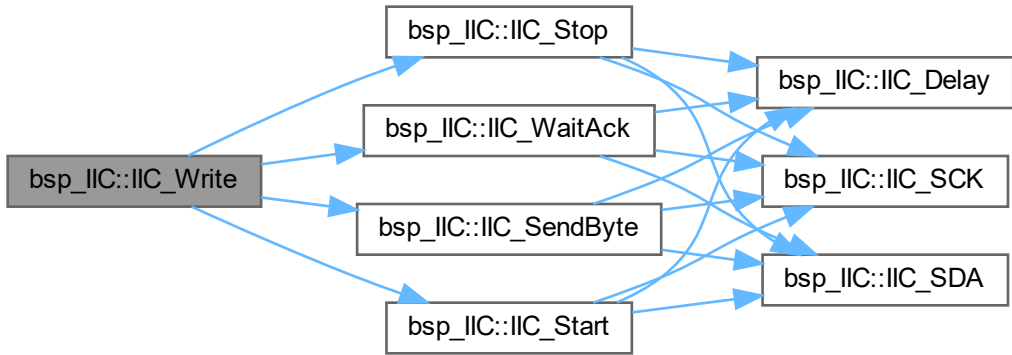 bsp_IIC::IIC_Write
bsp_IIC::IIC_Stop
bsp_IIC::IIC_WaitAck
bsp_IIC::IIC_SendByte
bsp_IIC::IIC_Start
bsp_IIC::IIC_Delay
bsp_IIC::IIC_SCK
bsp_IIC::IIC_SDA